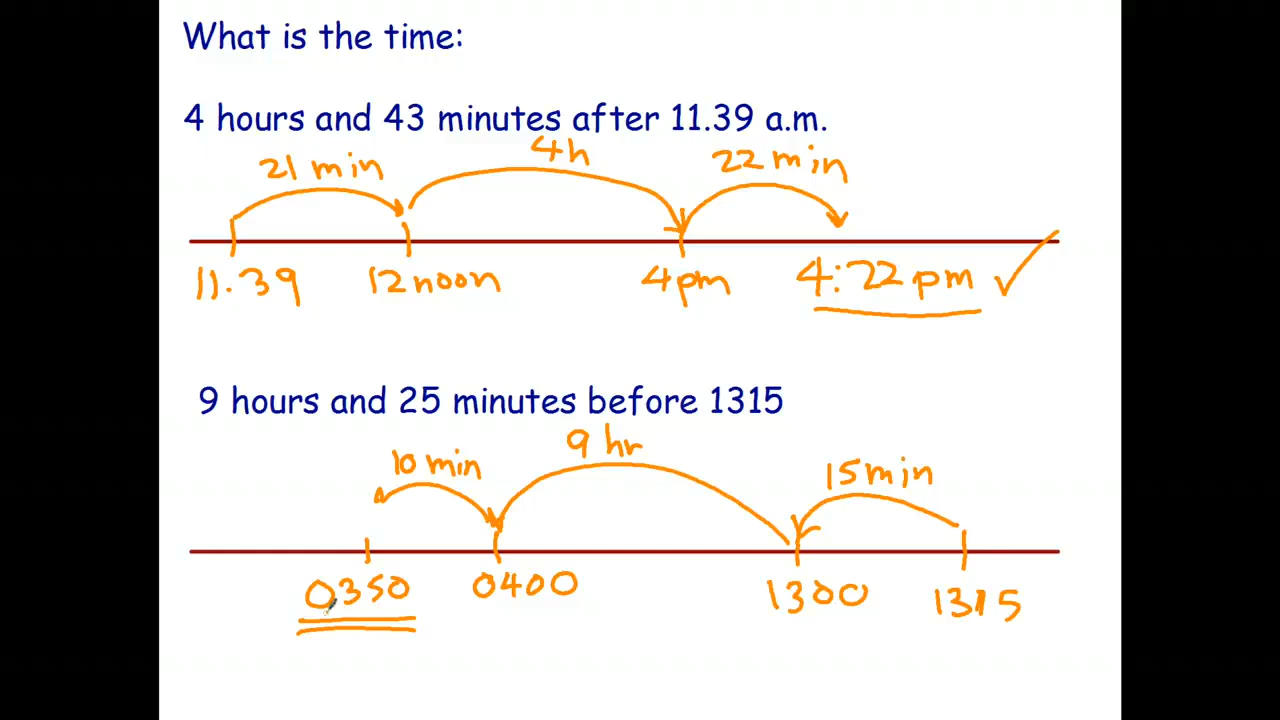 What is the time:
4 hours and 43 minutes after 11.39 a.m.
21 min 4h 22 min
11.39 12 noon 4pm 4:22 pm
9 hours and 25 minutes before 1315
10 min 9 hr 15 min
0350 0400 1300 1315